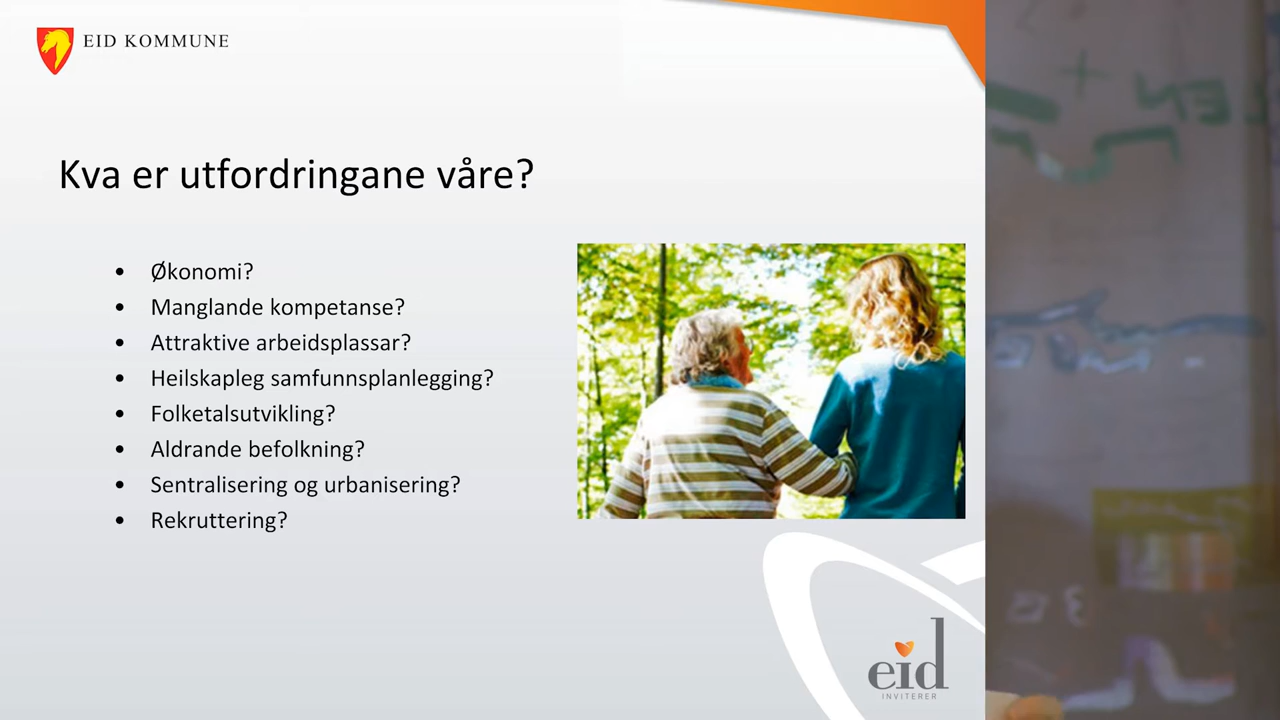 EID KOMMUNE
Kva er utfordringane våre?
• Økonomi?
• Manglande kompetanse?
• Attraktive arbeidsplassar?
• Heilskapleg samfunnsplanlegging?
• Folketalsutvikling?
• Aldrande befolkning?
• Sentralisering og urbanisering?
• Rekruttering?
eid
INVITERER